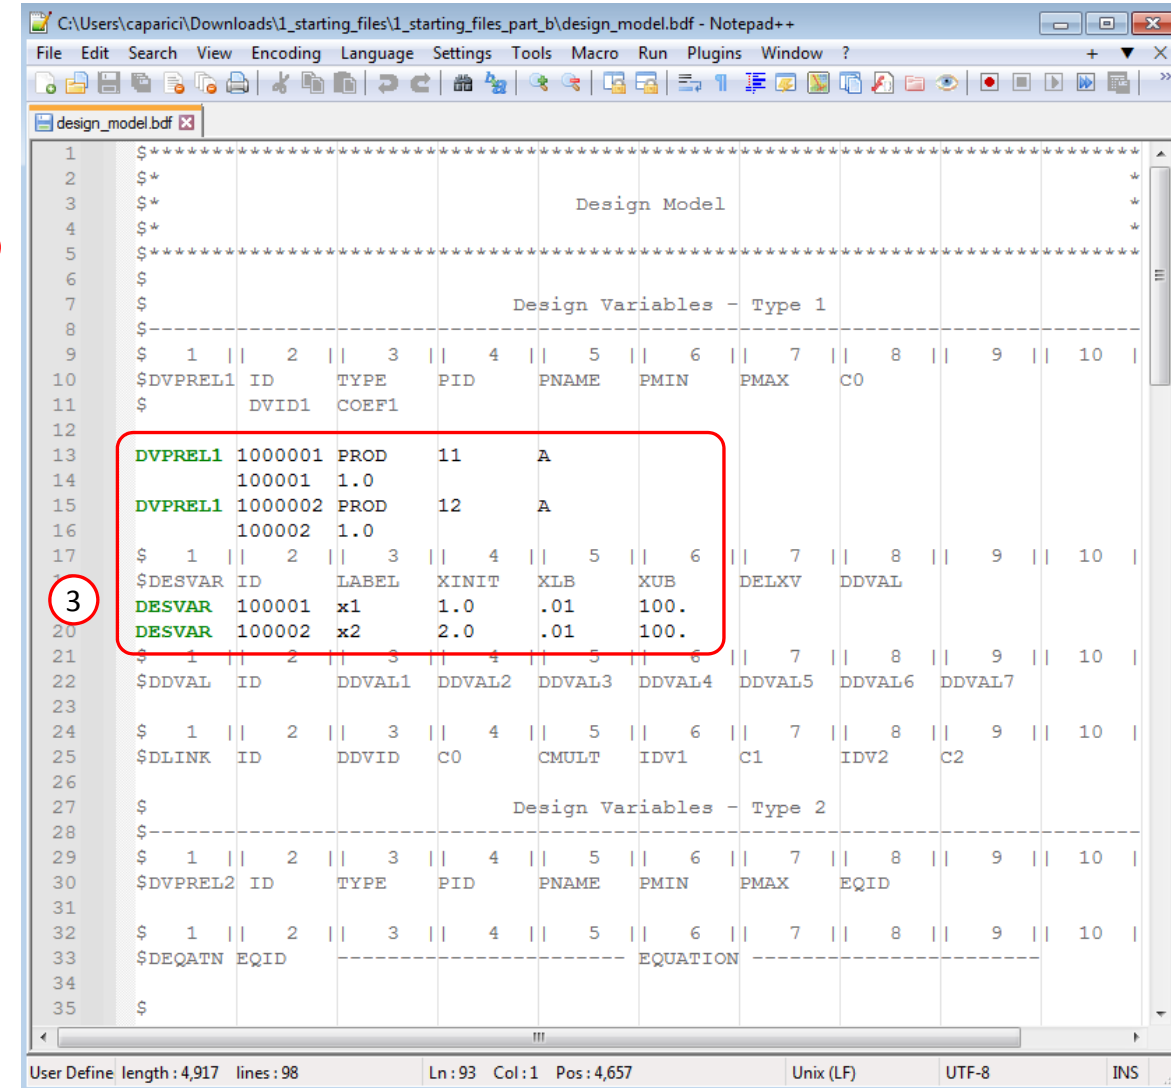 C:\Users\caparici\Downloads\1_starting_files\1_starting_files_part_b\design_model.bdf - Notepad++
File Edit Search View Encoding Language Settings Tools Macro Run Plugins Window ? + ▼ X
design_model.bdf
1 $******************************************************************************
2 $* *
3 $* Design Model *
4 $* *
5 $******************************************************************************
6 $
7 $ Design Variables - Type 1
8 $------------------------------------------------------------------------------
9 $ 1 || 2 || 3 || 4 || 5 || 6 || 7 || 8 || 9 || 10 |
10 $DVPREL1 ID TYPE PID PNAME PMIN PMAX C0
11 $ DVID1 COEF1
12
13 DVPREL1 1000001 PROD 11 A
14 100001 1.0
15 DVPREL1 1000002 PROD 12 A
16 100002 1.0
17 $ 1 || 2 || 3 || 4 || 5 || 6 || 7 || 8 || 9 || 10 |
$DESVAR ID LABEL XINIT XLB XUB DELXV DDVAL
3
DESVAR 100001 x1 1.0 .01 100.
20 DESVAR 100002 x2 2.0 .01 100.
21 $ 1 || 2 || 3 || 4 || 5 || 6 || 7 || 8 || 9 || 10 |
22 $DDVAL ID DDVAL1 DDVAL2 DDVAL3 DDVAL4 DDVAL5 DDVAL6 DDVAL7
23
24 $ 1 || 2 || 3 || 4 || 5 || 6 || 7 || 8 || 9 || 10 |
25 $DLINK ID DDVID C0 CMULT IDV1 C1 IDV2 C2
26
27 $ Design Variables - Type 2
28 $------------------------------------------------------------------------------
29 $ 1 || 2 || 3 || 4 || 5 || 6 || 7 || 8 || 9 || 10 |
30 $DVPREL2 ID TYPE PID PNAME PMIN PMAX EQID
31
32 $ 1 || 2 || 3 || 4 || 5 || 6 || 7 || 8 || 9 || 10 |
33 $DEQATN EQID ----------------------- EQUATION -----------------------
34
35 $
User Define length : 4,917 lines : 98 Ln : 93 Col : 1 Pos : 4,657 Unix (LF) UTF-8 INS